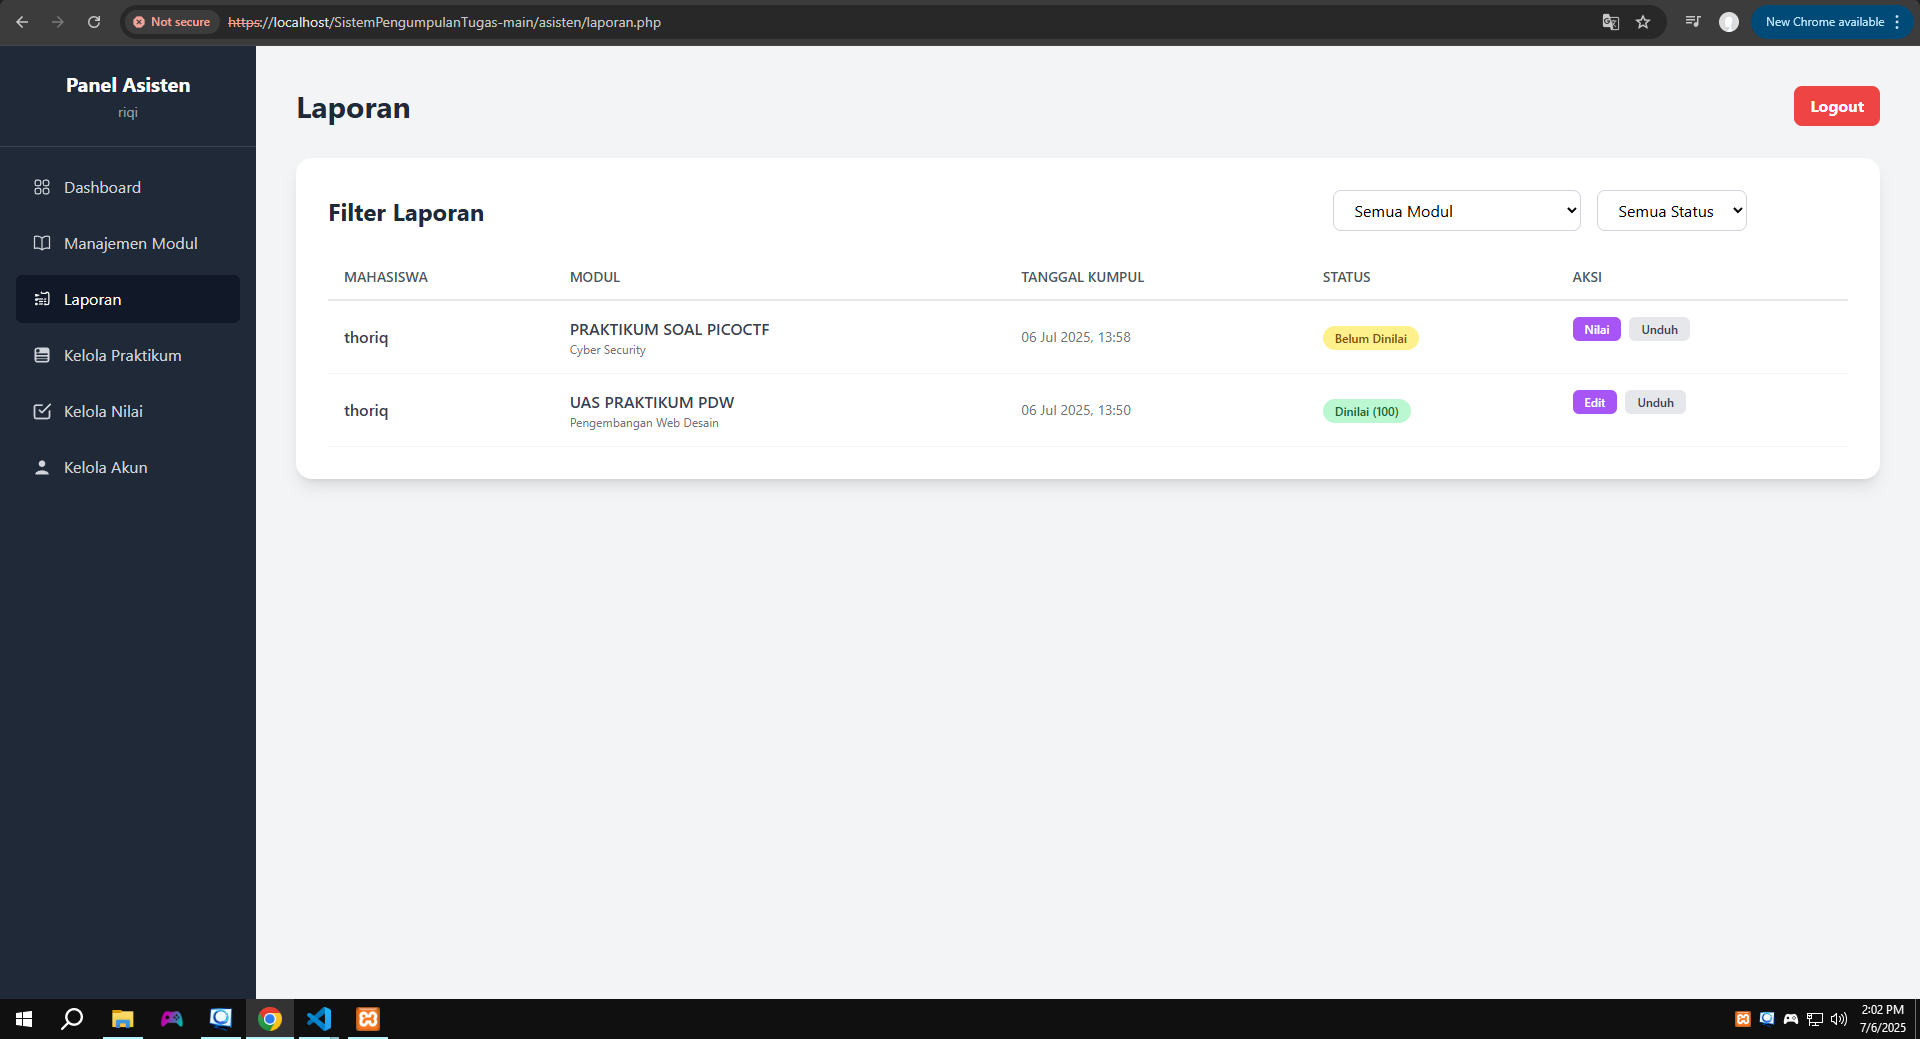 Not secure
https://localhost/SistemPengumpulanTugas-main/asisten/laporan.php
New Chrome available
Panel Asisten
riqi
Dashboard
Manajemen Modul
Laporan
Kelola Praktikum
Kelola Nilai
Kelola Akun
Laporan
Logout
Filter Laporan
Semua Modul
Semua Status
MAHASISWA MODUL TANGGAL KUMPUL STATUS AKSI
thoriq PRAKTIKUM SOAL PICOCTF 06 Jul 2025, 13:58 Belum Dinilai Nilai Unduh
Cyber Security
thoriq UAS PRAKTIKUM PDW 06 Jul 2025, 13:50 Dinilai (100) Edit Unduh
Pengembangan Web Desain
2:02 PM
7/6/2025